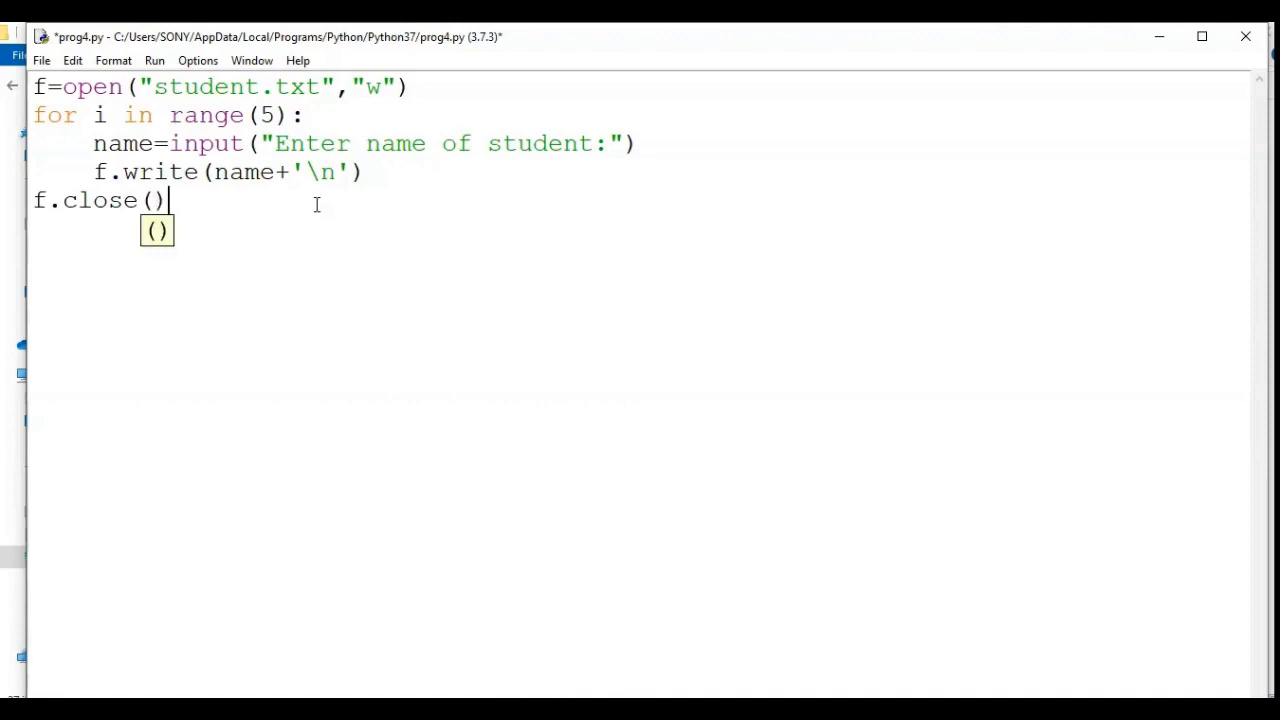 *prog4.py - C:/Users/SONY/AppData/Local/Programs/Python/Python37/prog4.py (3.7.3)*
File Edit Format Run Options Window Help
f=open("student.txt","w")
for i in range(5):
    name=input("Enter name of student:")
    f.write(name+'\n')
f.close()
()